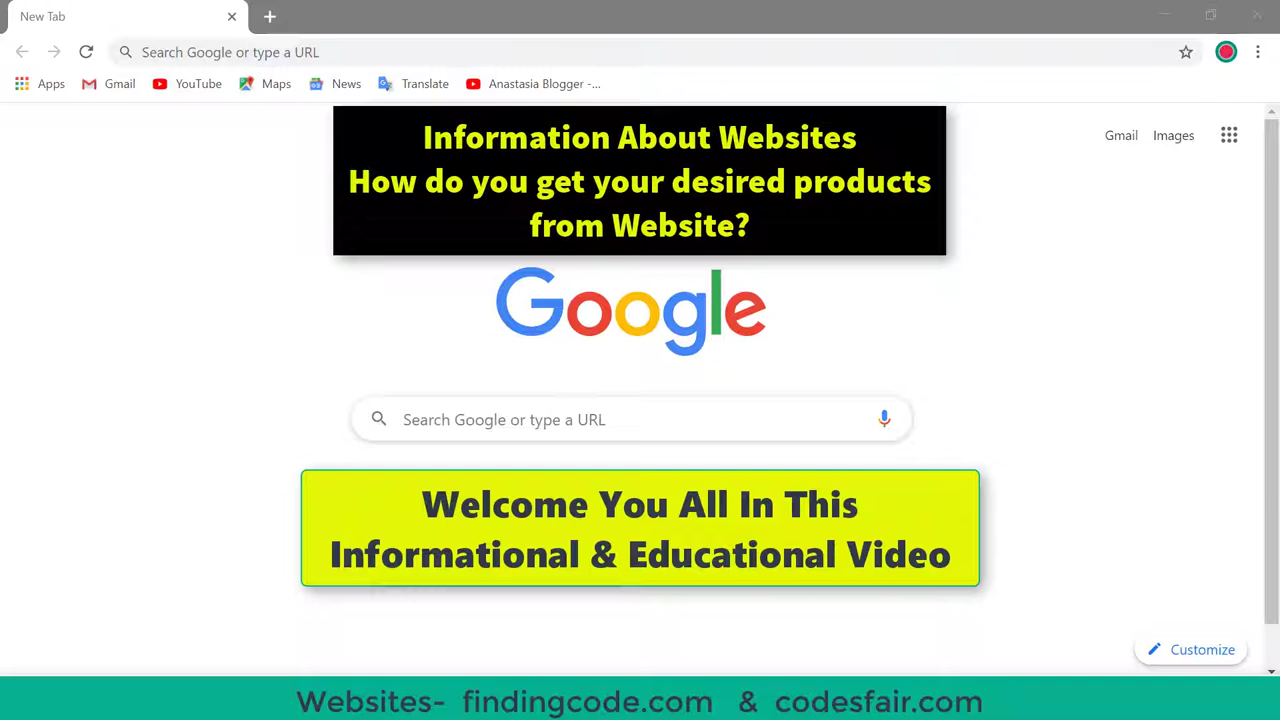 New Tab
Search Google or type a URL
Apps Gmail YouTube Maps News Translate Anastasia Blogger -...
Gmail Images
Information About Websites
How do you get your desired products
from Website?
Google
Search Google or type a URL
Welcome You All In This
Informational & Educational Video
Customize
Websites- findingcode.com & codesfair.com